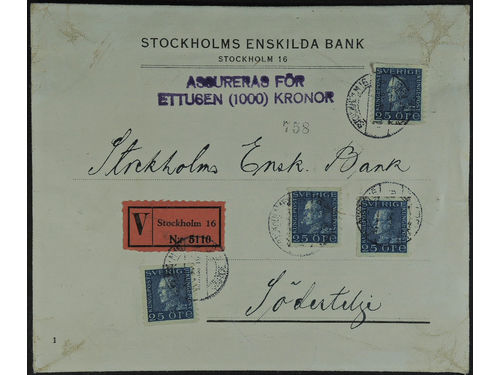 STOCKHOLMS ENSKILDA BANK
STOCKHOLM 16
ASSURERAS FÖR
ETTUSEN (1000) KRONOR
758
SVERIGE
25 ÖRE
Stockholms Ensk. Bank
V Stockholm 16
Nr 5110
SVERIGE
25 ÖRE
SVERIGE
25 ÖRE
SVERIGE
25 ÖRE
Södertelge
1